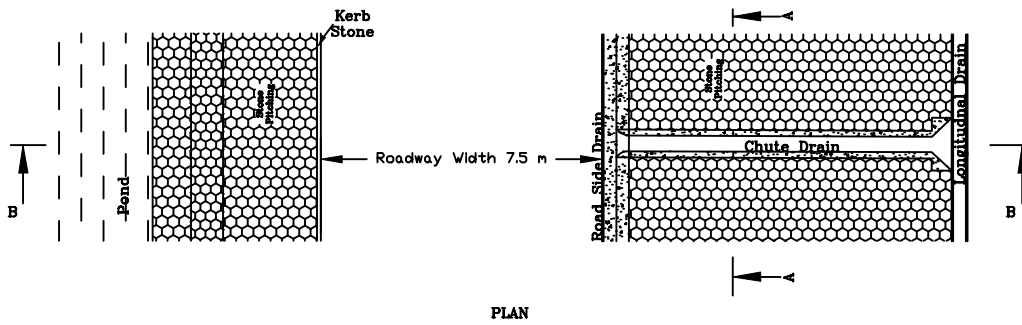 Kerb
Stone
A
Stone
Pitching
Stone
Pitching
Pond
Roadway Width 7.5 m
Road Side Drain
Chute Drain
Longitudnal Drain
B
B
A
PLAN